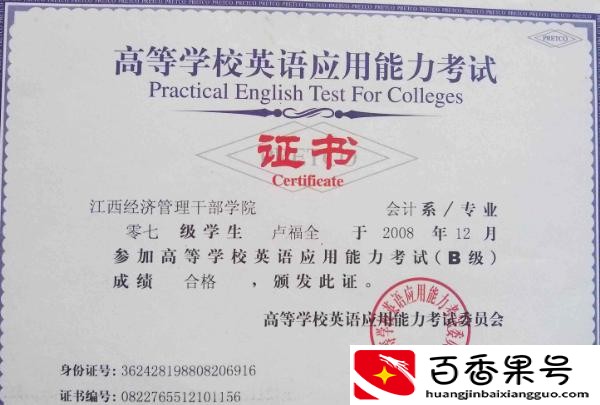 PRETCO
高等学校英语应用能力考试
Practical English Test For Colleges
PRETCO
证书
Certificate
江西经济管理干部学院 会计系/专业
零七 级学生 卢福全 于 2008 年 12 月
参加高等学校英语应用能力考试(B级)
成绩 合格 ,颁发此证。
高等学校英语应用能力考试委员会
身份证号:362428198808206916
证书编号:0822765512101156
百香果号
huangjinbaixiangguo.com